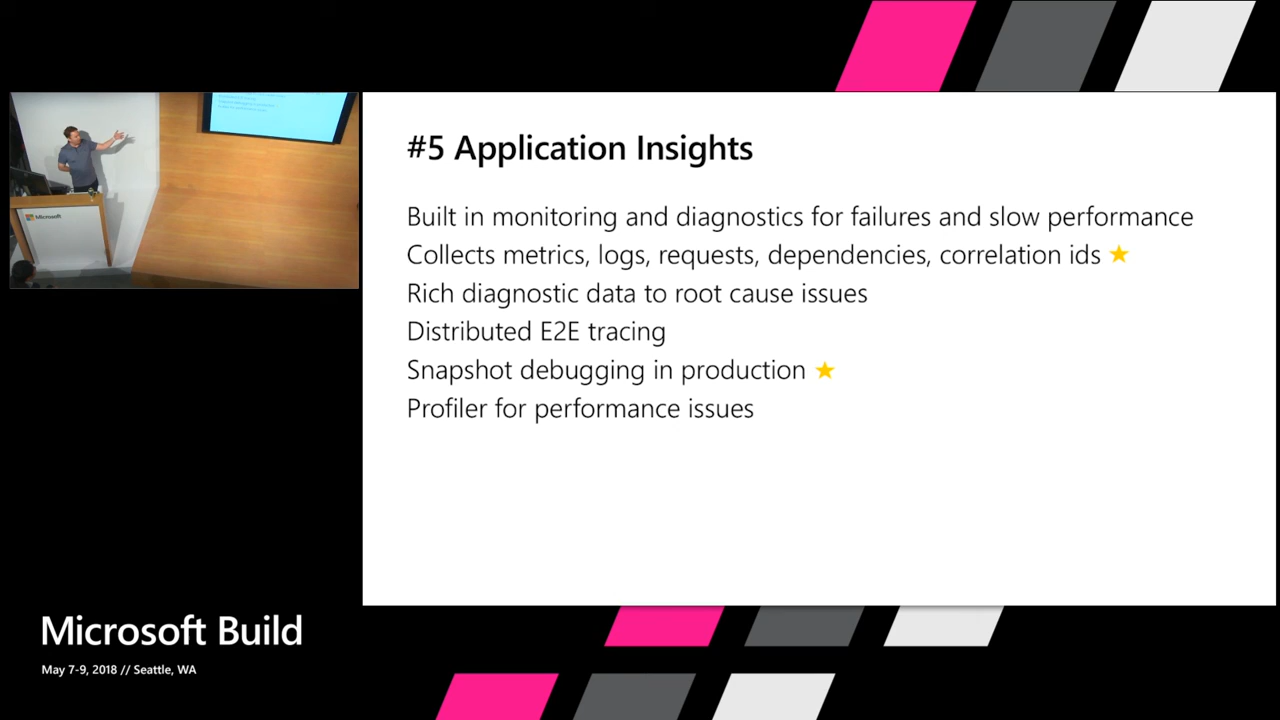 #5 Application Insights
Built in monitoring and diagnostics for failures and slow performance
Collects metrics, logs, requests, dependencies, correlation ids ★
Rich diagnostic data to root cause issues
Distributed E2E tracing
Snapshot debugging in production ★
Profiler for performance issues
Microsoft
Microsoft Build
May 7-9, 2018 // Seattle, WA